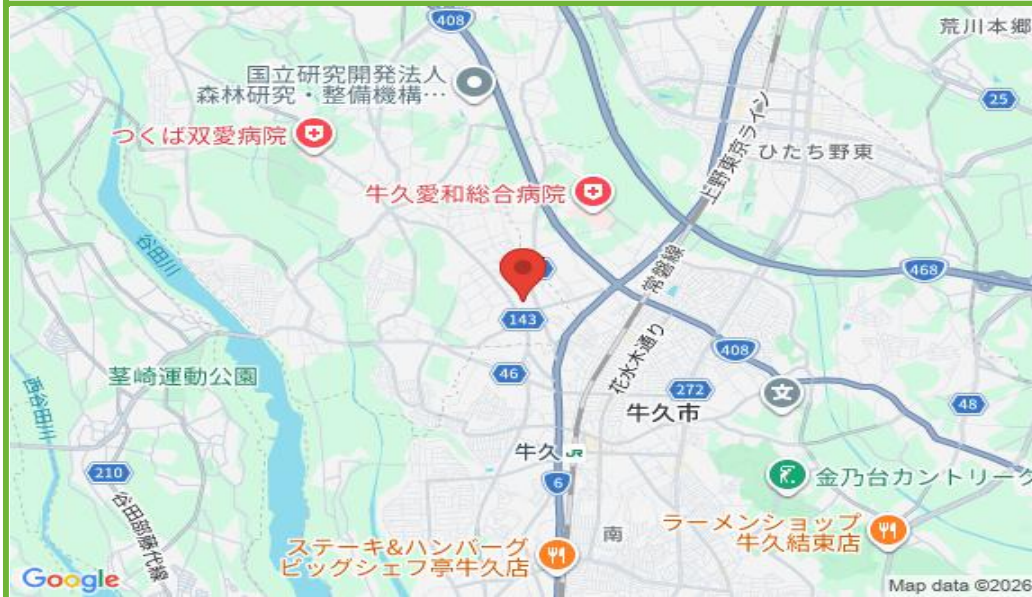 408
荒川本郷
国立研究開発法人
森林研究・整備機構…
25
つくば双愛病院
上野東京ライン
ひたち野東
牛久愛和総合病院
谷田川
常磐線
468
143
花水木通り
408
茎崎運動公園
46
272
西谷田川
牛久市
48
牛久 JR
210
6
金乃台カントリーク
谷田部藤代線
南
ラーメンショップ
牛久結束店
ステーキ&ハンバーグ
ビッグシェフ亭牛久店
Google
Map data ©2026